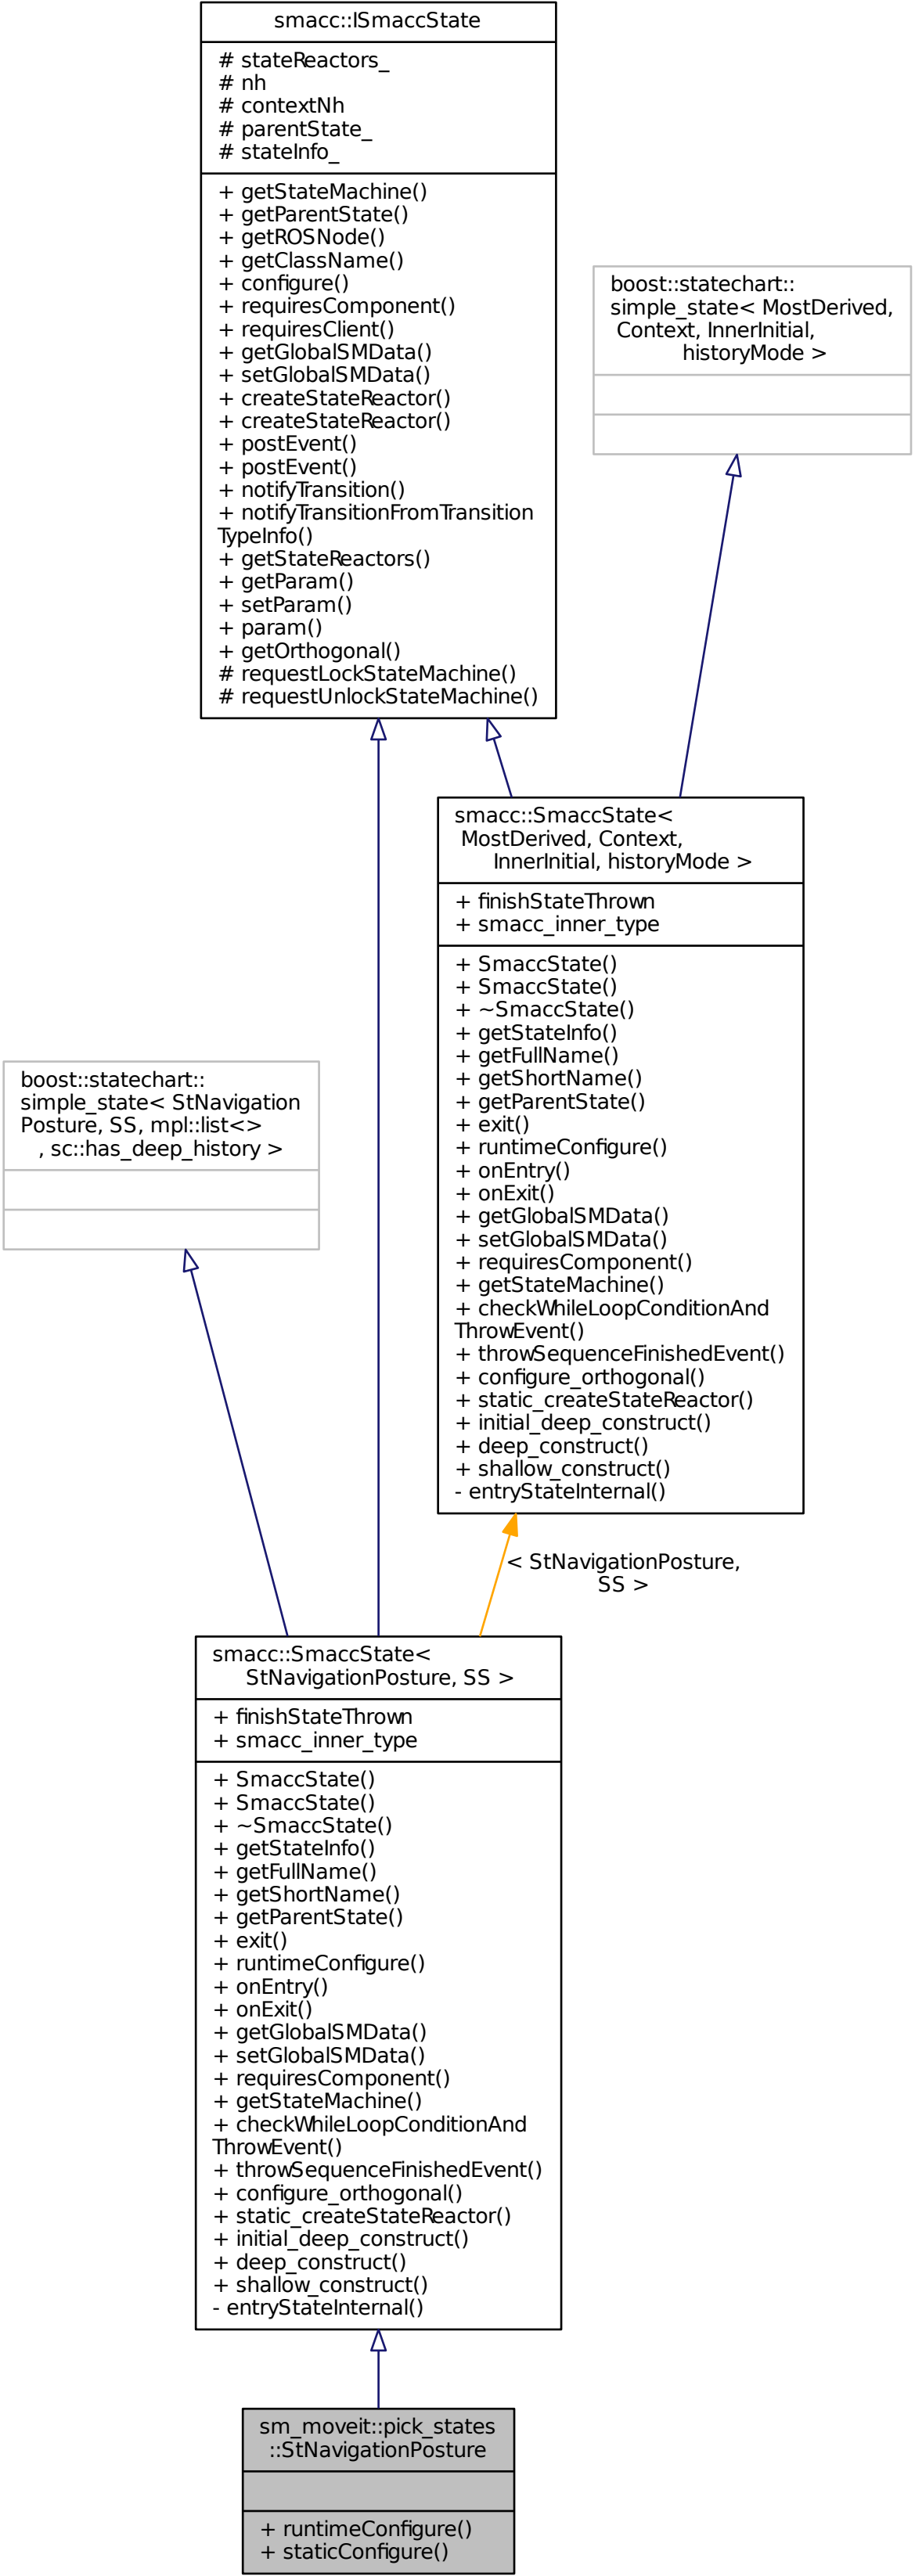 smacc::ISmaccState
# stateReactors_
# nh
# contextNh
# parentState_
# stateInfo_
+ getStateMachine()
+ getParentState()
+ getROSNode()
+ getClassName()
+ configure()
+ requiresComponent()
+ requiresClient()
+ getGlobalSMData()
+ setGlobalSMData()
+ createStateReactor()
+ createStateReactor()
+ postEvent()
+ postEvent()
+ notifyTransition()
+ notifyTransitionFromTransition
TypeInfo()
+ getStateReactors()
+ getParam()
+ setParam()
+ param()
+ getOrthogonal()
# requestLockStateMachine()
# requestUnlockStateMachine()
boost::statechart::
simple_state< MostDerived,
Context, InnerInitial,
historyMode >
smacc::SmaccState<
MostDerived, Context,
InnerInitial, historyMode >
+ finishStateThrown
+ smacc_inner_type
+ SmaccState()
+ SmaccState()
+ ~SmaccState()
+ getStateInfo()
+ getFullName()
+ getShortName()
+ getParentState()
+ exit()
+ runtimeConfigure()
+ onEntry()
+ onExit()
+ getGlobalSMData()
+ setGlobalSMData()
+ requiresComponent()
+ getStateMachine()
+ checkWhileLoopConditionAnd
ThrowEvent()
+ throwSequenceFinishedEvent()
+ configure_orthogonal()
+ static_createStateReactor()
+ initial_deep_construct()
+ deep_construct()
+ shallow_construct()
- entryStateInternal()
boost::statechart::
simple_state< StNavigation
Posture, SS, mpl::list<>
, sc::has_deep_history >
< StNavigationPosture,
SS >
smacc::SmaccState<
StNavigationPosture, SS >
+ finishStateThrown
+ smacc_inner_type
+ SmaccState()
+ SmaccState()
+ ~SmaccState()
+ getStateInfo()
+ getFullName()
+ getShortName()
+ getParentState()
+ exit()
+ runtimeConfigure()
+ onEntry()
+ onExit()
+ getGlobalSMData()
+ setGlobalSMData()
+ requiresComponent()
+ getStateMachine()
+ checkWhileLoopConditionAnd
ThrowEvent()
+ throwSequenceFinishedEvent()
+ configure_orthogonal()
+ static_createStateReactor()
+ initial_deep_construct()
+ deep_construct()
+ shallow_construct()
- entryStateInternal()
sm_moveit::pick_states
::StNavigationPosture
+ runtimeConfigure()
+ staticConfigure()